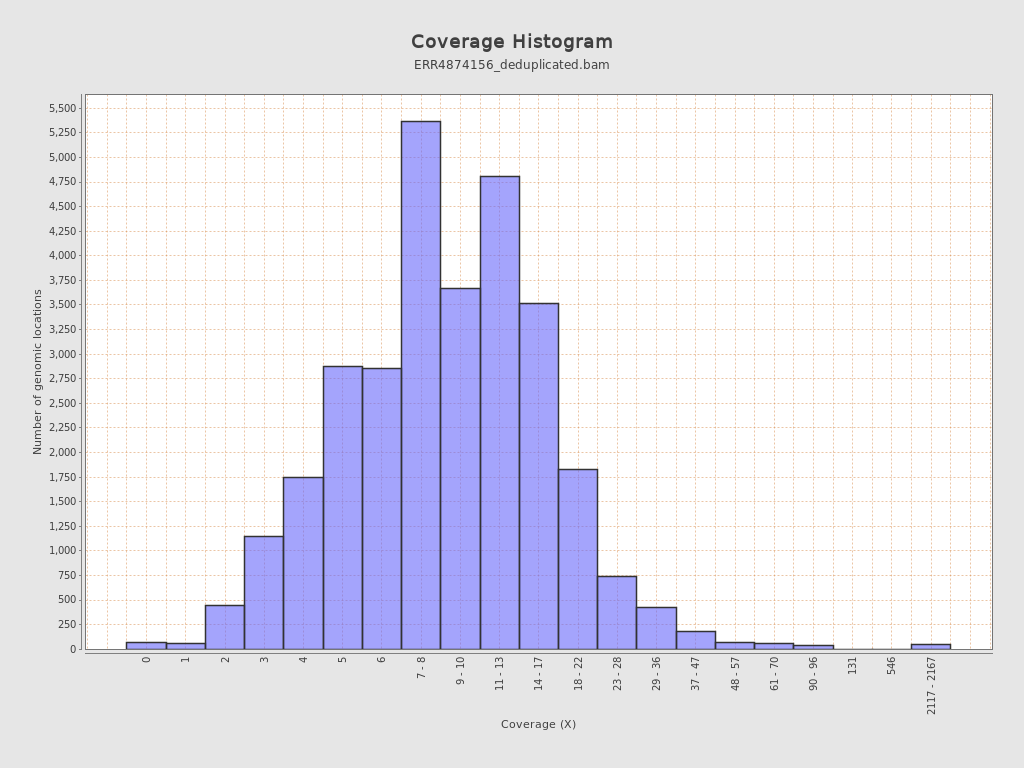 Coverage Histogram
ERR4874156_deduplicated.bam
Number of genomic locations
5,500
5,250
5,000
4,750
4,500
4,250
4,000
3,750
3,500
3,250
3,000
2,750
2,500
2,250
2,000
1,750
1,500
1,250
1,000
750
500
250
0
0
1
2
3
4
5
6
7 - 8
9 - 10
11 - 13
14 - 17
18 - 22
23 - 28
29 - 36
37 - 47
48 - 57
61 - 70
90 - 96
131
546
2117 - 2167
Coverage (X)